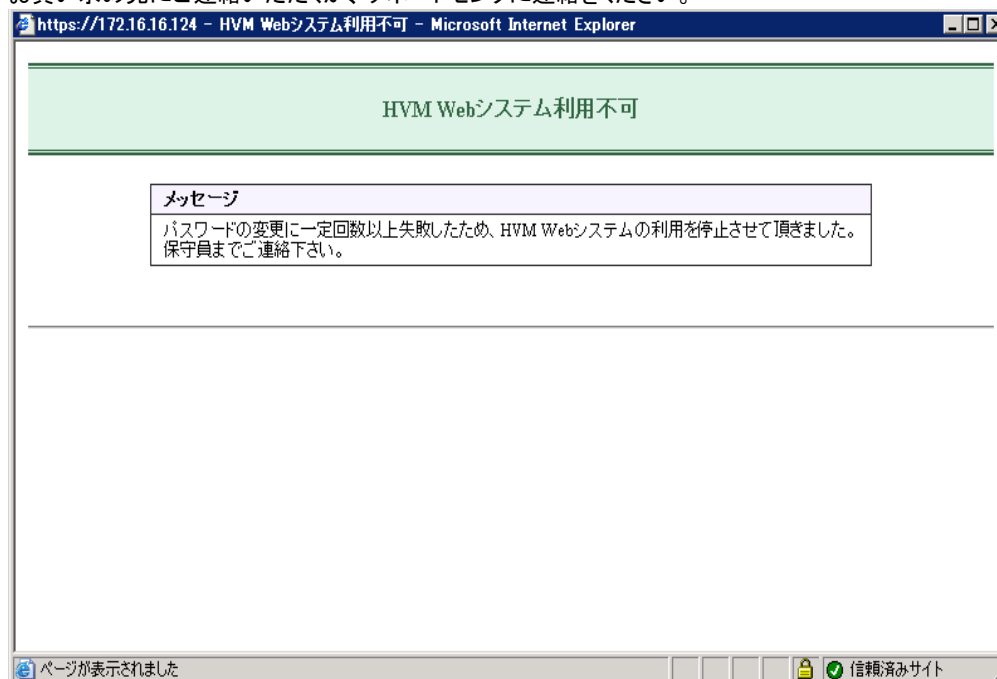 https://172.16.16.124 - HVM Webシステム利用不可 - Microsoft Internet Explorer
HVM Webシステム利用不可
メッセージ
パスワードの変更に一定回数以上失敗したため、HVM Webシステムの利用を停止させて頂きました。
保守員までご連絡下さい。
ページが表示されました
信頼済みサイト